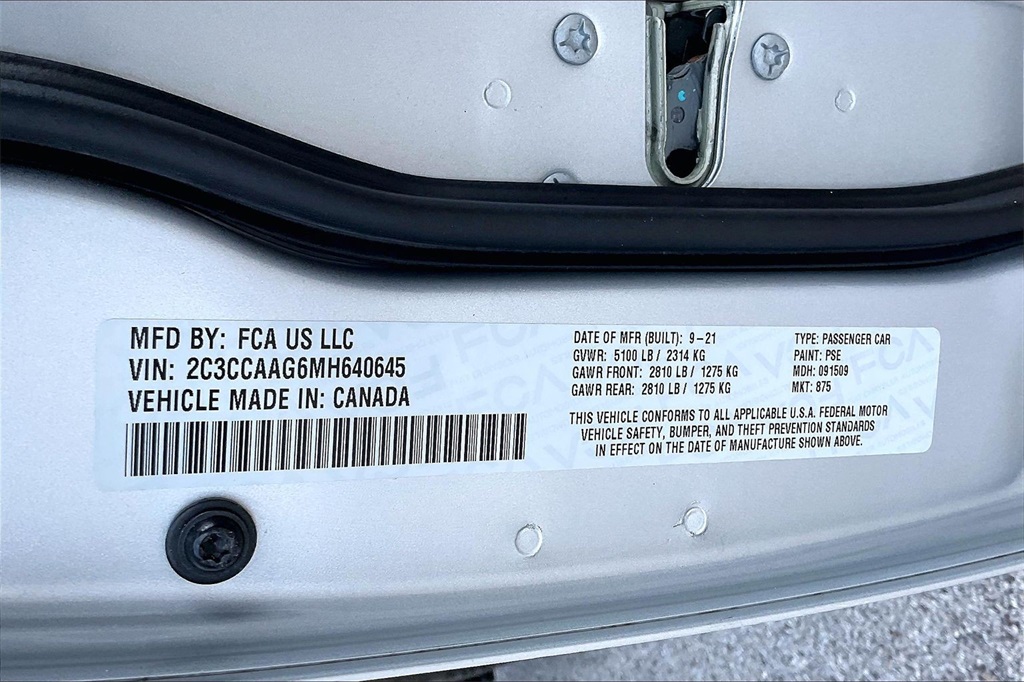 MFD BY: FCA US LLC
VIN: 2C3CCAAG6MH640645
VEHICLE MADE IN: CANADA
DATE OF MFR (BUILT): 9-21
GVWR: 5100 LB / 2314 KG
GAWR FRONT: 2810 LB / 1275 KG
GAWR REAR: 2810 LB / 1275 KG
TYPE: PASSENGER CAR
PAINT: PSE
MDH: 091509
MKT: 875
THIS VEHICLE CONFORMS TO ALL APPLICABLE U.S.A. FEDERAL MOTOR
VEHICLE SAFETY, BUMPER, AND THEFT PREVENTION STANDARDS
IN EFFECT ON THE DATE OF MANUFACTURE SHOWN ABOVE.